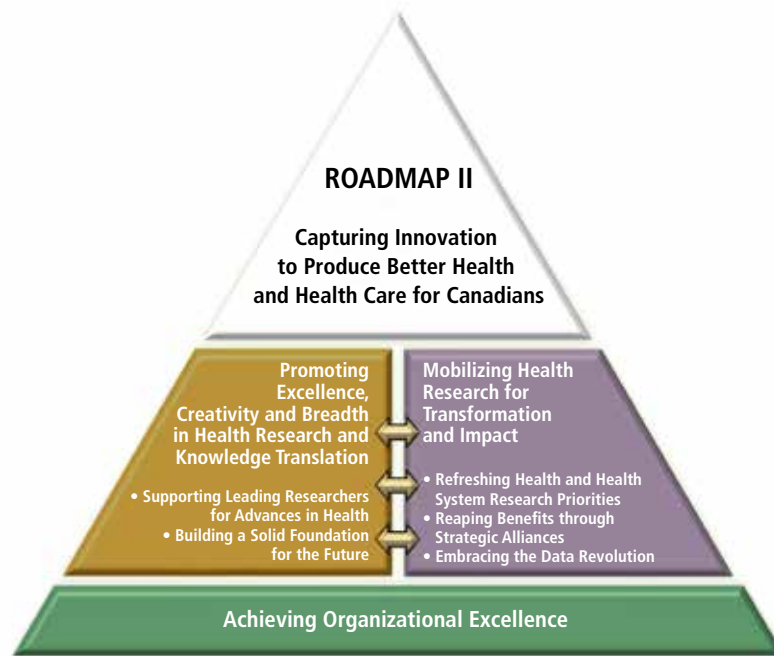 ROADMAP II
Capturing Innovation
to Produce Better Health
and Health Care for Canadians
Promoting
Excellence,
Creativity and Breadth
in Health Research and
Knowledge Translation
• Supporting Leading Researchers
for Advances in Health
• Building a Solid Foundation
for the Future
Mobilizing Health
Research for
Transformation
and Impact
• Refreshing Health and Health
System Research Priorities
• Reaping Benefits through
Strategic Alliances
• Embracing the Data Revolution
Achieving Organizational Excellence